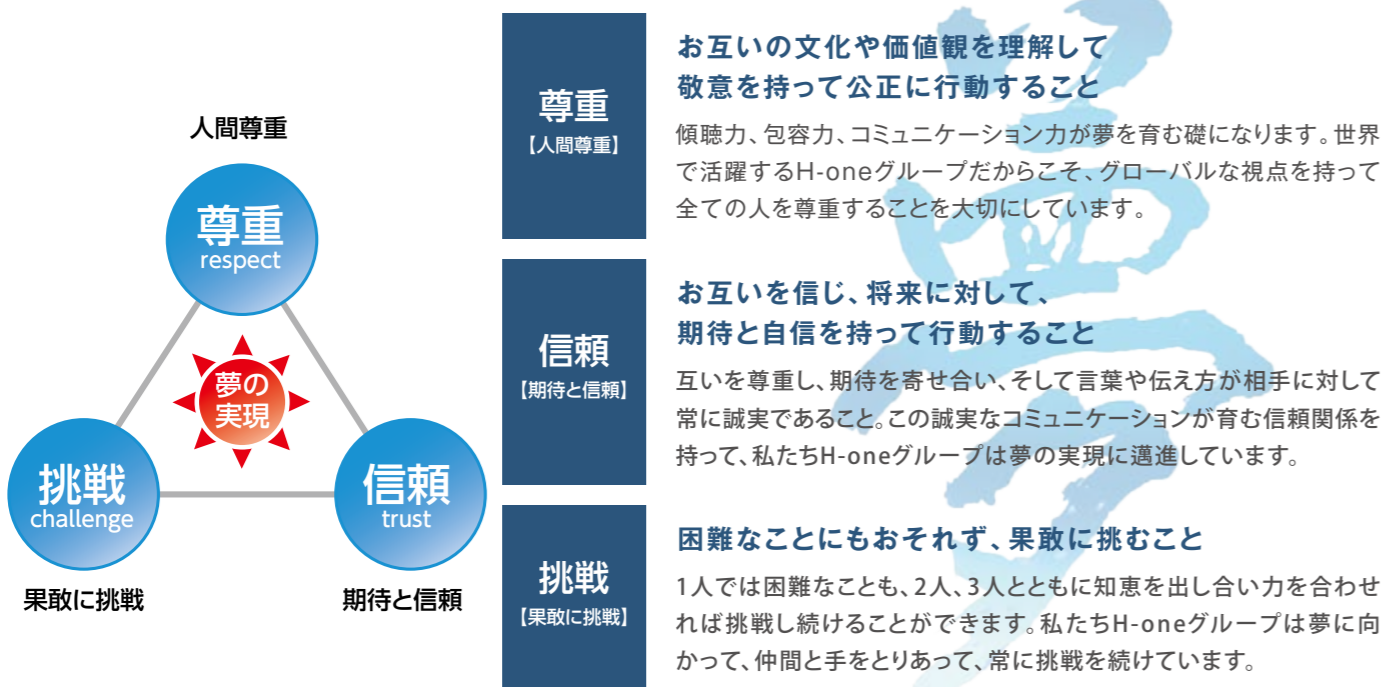 人間尊重
尊重
respect
夢の
実現
挑戦
challenge
信頼
trust
果敢に挑戦
期待と信頼
尊重
【人間尊重】
お互いの文化や価値観を理解して
敬意を持って公正に行動すること
傾聴力、包容力、コミュニケーション力が夢を育む礎になります。世界
で活躍するH-oneグループだからこそ、グローバルな視点を持って
全ての人を尊重することを大切にしています。
信頼
【期待と信頼】
お互いを信じ、将来に対して、
期待と自信を持って行動すること
互いを尊重し、期待を寄せ合い、そして言葉や伝え方が相手に対して
常に誠実であること。この誠実なコミュニケーションが育む信頼関係を
持って、私たちH-oneグループは夢の実現に邁進しています。
挑戦
【果敢に挑戦】
困難なことにもおそれず、果敢に挑むこと
1人では困難なことも、2人、3人とともに知恵を出し合い力を合わせ
れば挑戦し続けることができます。私たちH-oneグループは夢に向
かって、仲間と手をとりあって、常に挑戦を続けています。
夢